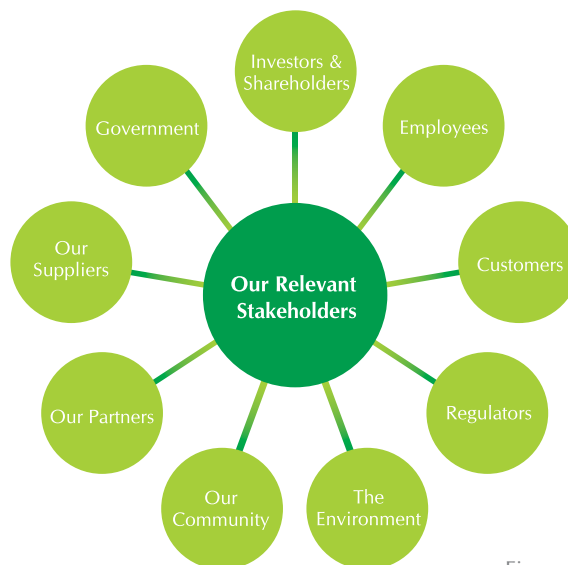 Investors &
Shareholders
Government
Employees
Our
Suppliers
Customers
Our Relevant
Stakeholders
Our Partners
Regulators
Our
Community
The
Environment